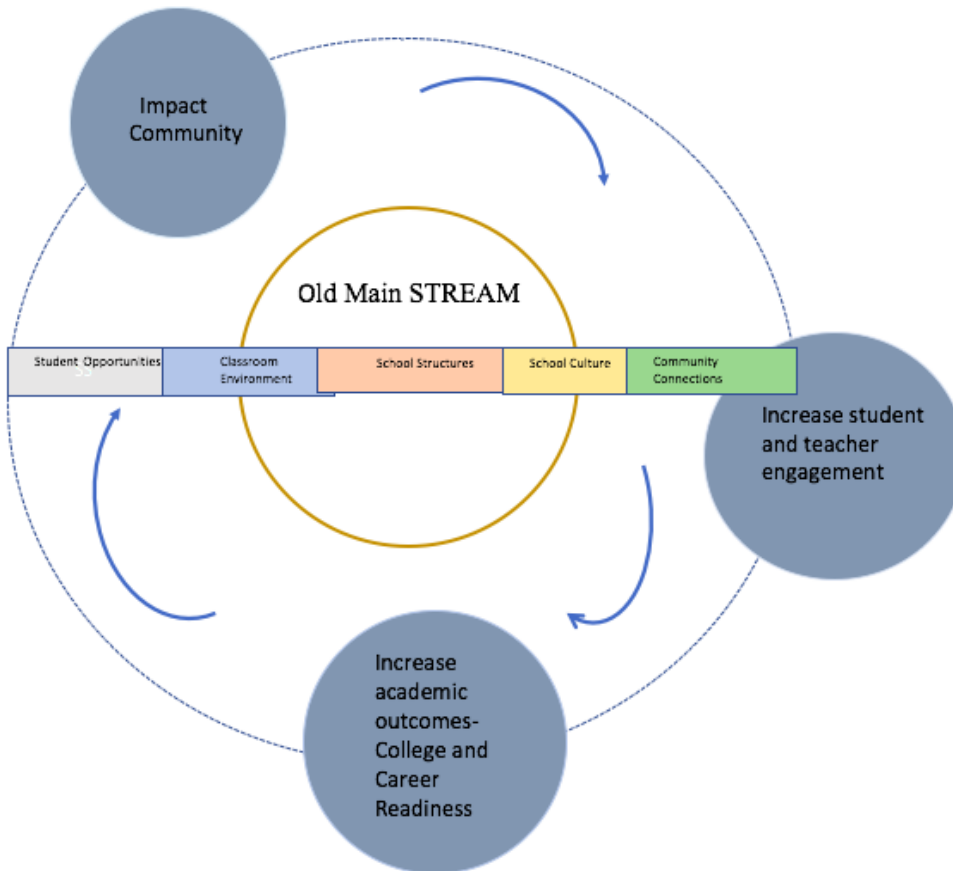 Impact
Community
Old Main STREAM
Student Opportunities
Classroom
Environment
School Structures
School Culture
Community
Connections
Increase student
and teacher
engagement
Increase
academic
outcomes-
College and
Career
Readiness